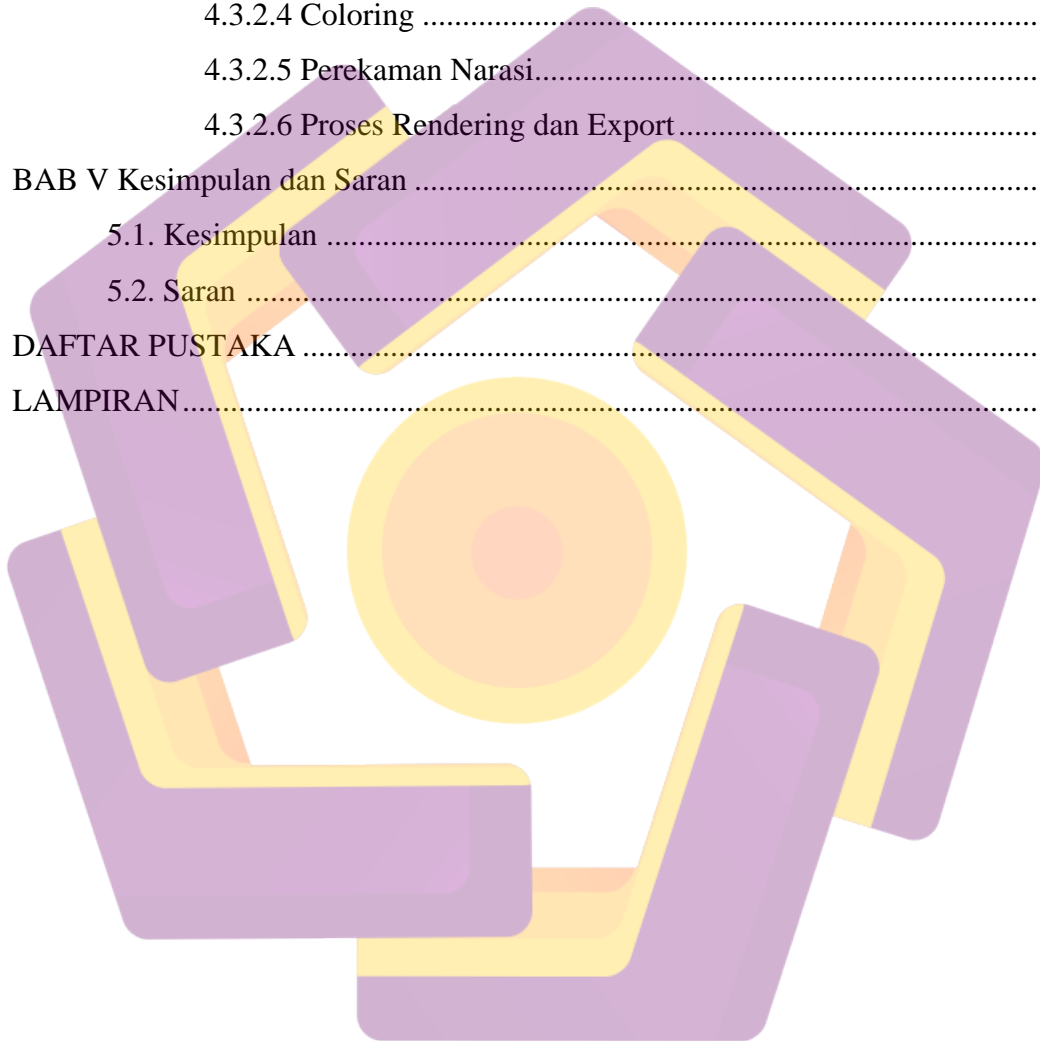 4.3.2.4 Coloring ................................................................................
4.3.2.5 Perekaman Narasi.................................................................
4.3.2.6 Proses Rendering dan Export ..............................................
BAB V Kesimpulan dan Saran ................................................................................
5.1. Kesimpulan ...........................................................................................
5.2. Saran .....................................................................................................
DAFTAR PUSTAKA ..............................................................................................
LAMPIRAN.............................................................................................................